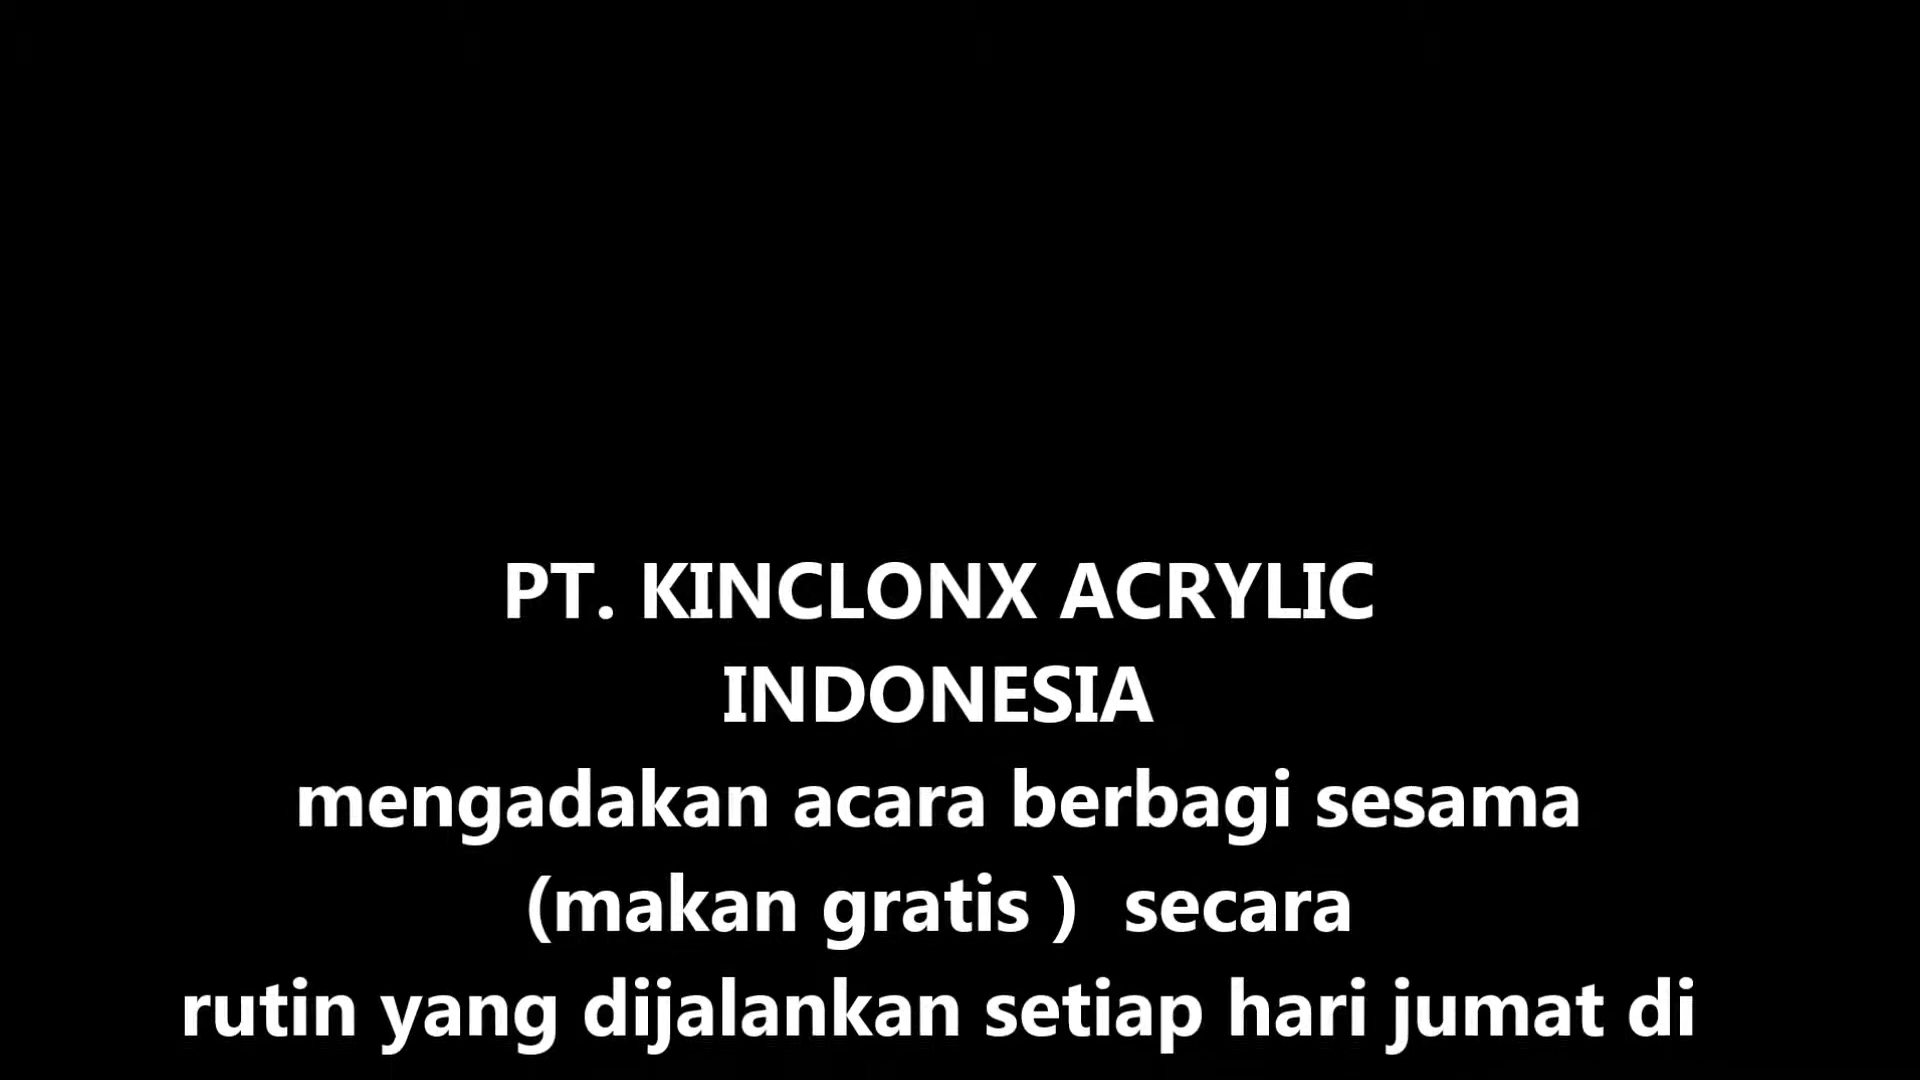 PT. KINCLONX ACRYLIC
INDONESIA
mengadakan acara berbagi sesama
(makan gratis )  secara
rutin yang dijalankan setiap hari jumat di